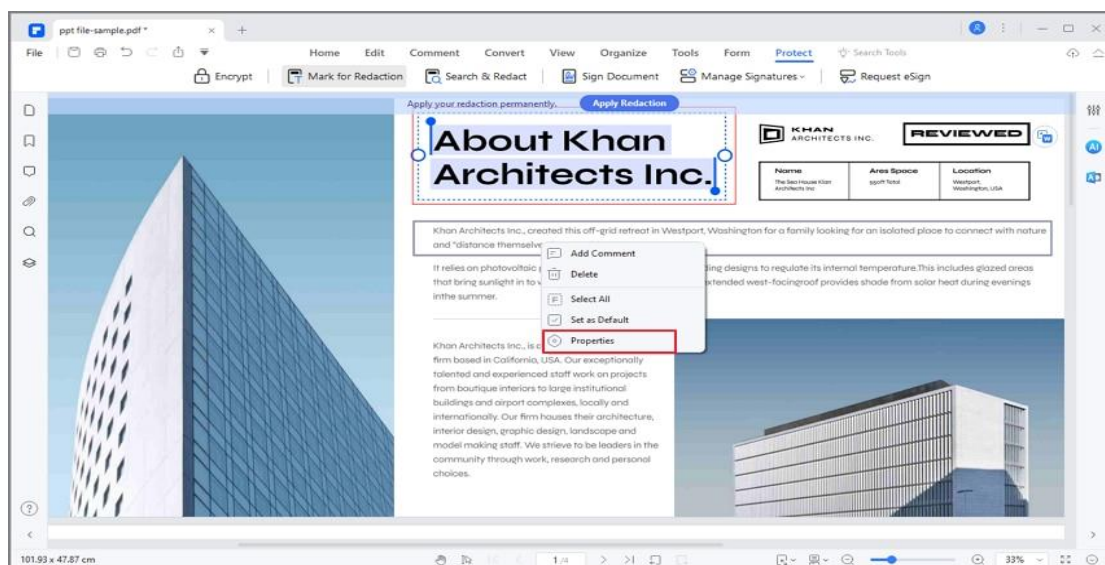 ppt file-sample.pdf *
File
Home Edit Comment Convert View Organize Tools Form Protect Search Tools
Encrypt Mark for Redaction Search & Redact Sign Document Manage Signatures Request eSign
Apply your redaction permanently. Apply Redaction
About Khan
Architects Inc.
KHAN
ARCHITECTS INC.
REVIEWED
Name Ares Space Location
The Sea House Klan
Architects Inc
550ft Total
Westport,
Washington, USA
Khan Architects Inc., created this off-grid retreat in Westport, Washington for a family looking for an isolated place to connect with nature
and "distance themselve
It relies on photovoltaic ding designs to regulate its internal temperature.This includes glazed areas
that bring sunlight in to xtended west-facingroof provides shade from solar heat during evenings
inthe summer.
Add Comment
Delete
Select All
Set as Default
Properties
Khan Architects Inc., is
firm based in California, USA. Our exceptionally
talented and experienced staff work on projects
from boutique interiors to large institutional
buildings and airport complexes, locally and
internationally. Our firm houses their architecture,
interior design, graphic design, landscape and
model making staff. We strieve to be leaders in the
community through work, research and personal
choices.
101.93 x 47.87 cm
1 /4
33%